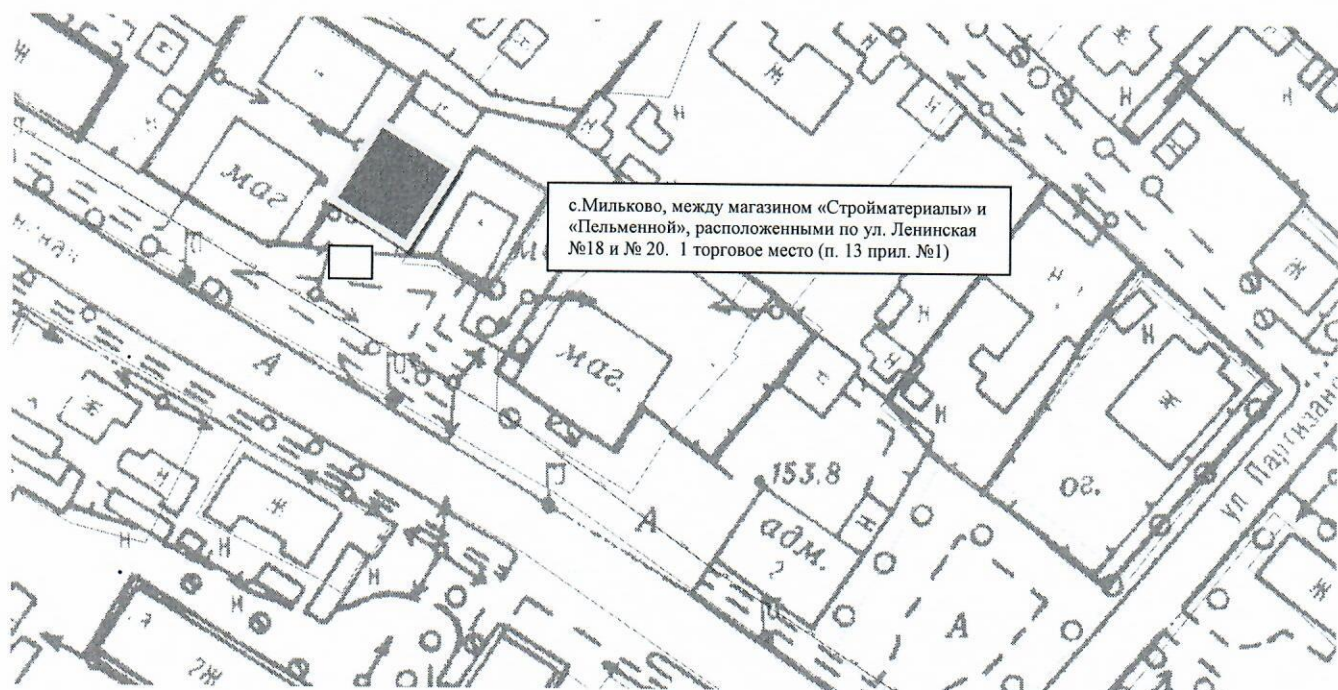 Ж
Н
Н
Ж
Н
Ж
Н
Н
маг.
Н
с.Мильково, между магазином «Стройматериалы» и
«Пельменной», расположенными по ул. Ленинская
№18 и № 20. 1 торговое место (п. 13 прил. №1)
Н
Ж
А
Н
маг.
Н
Н
Ж
Ж
Н
153.8
ог.
Н
Ж
А
адм.
Н
Н
Н
Н
А
Ж
2Ж